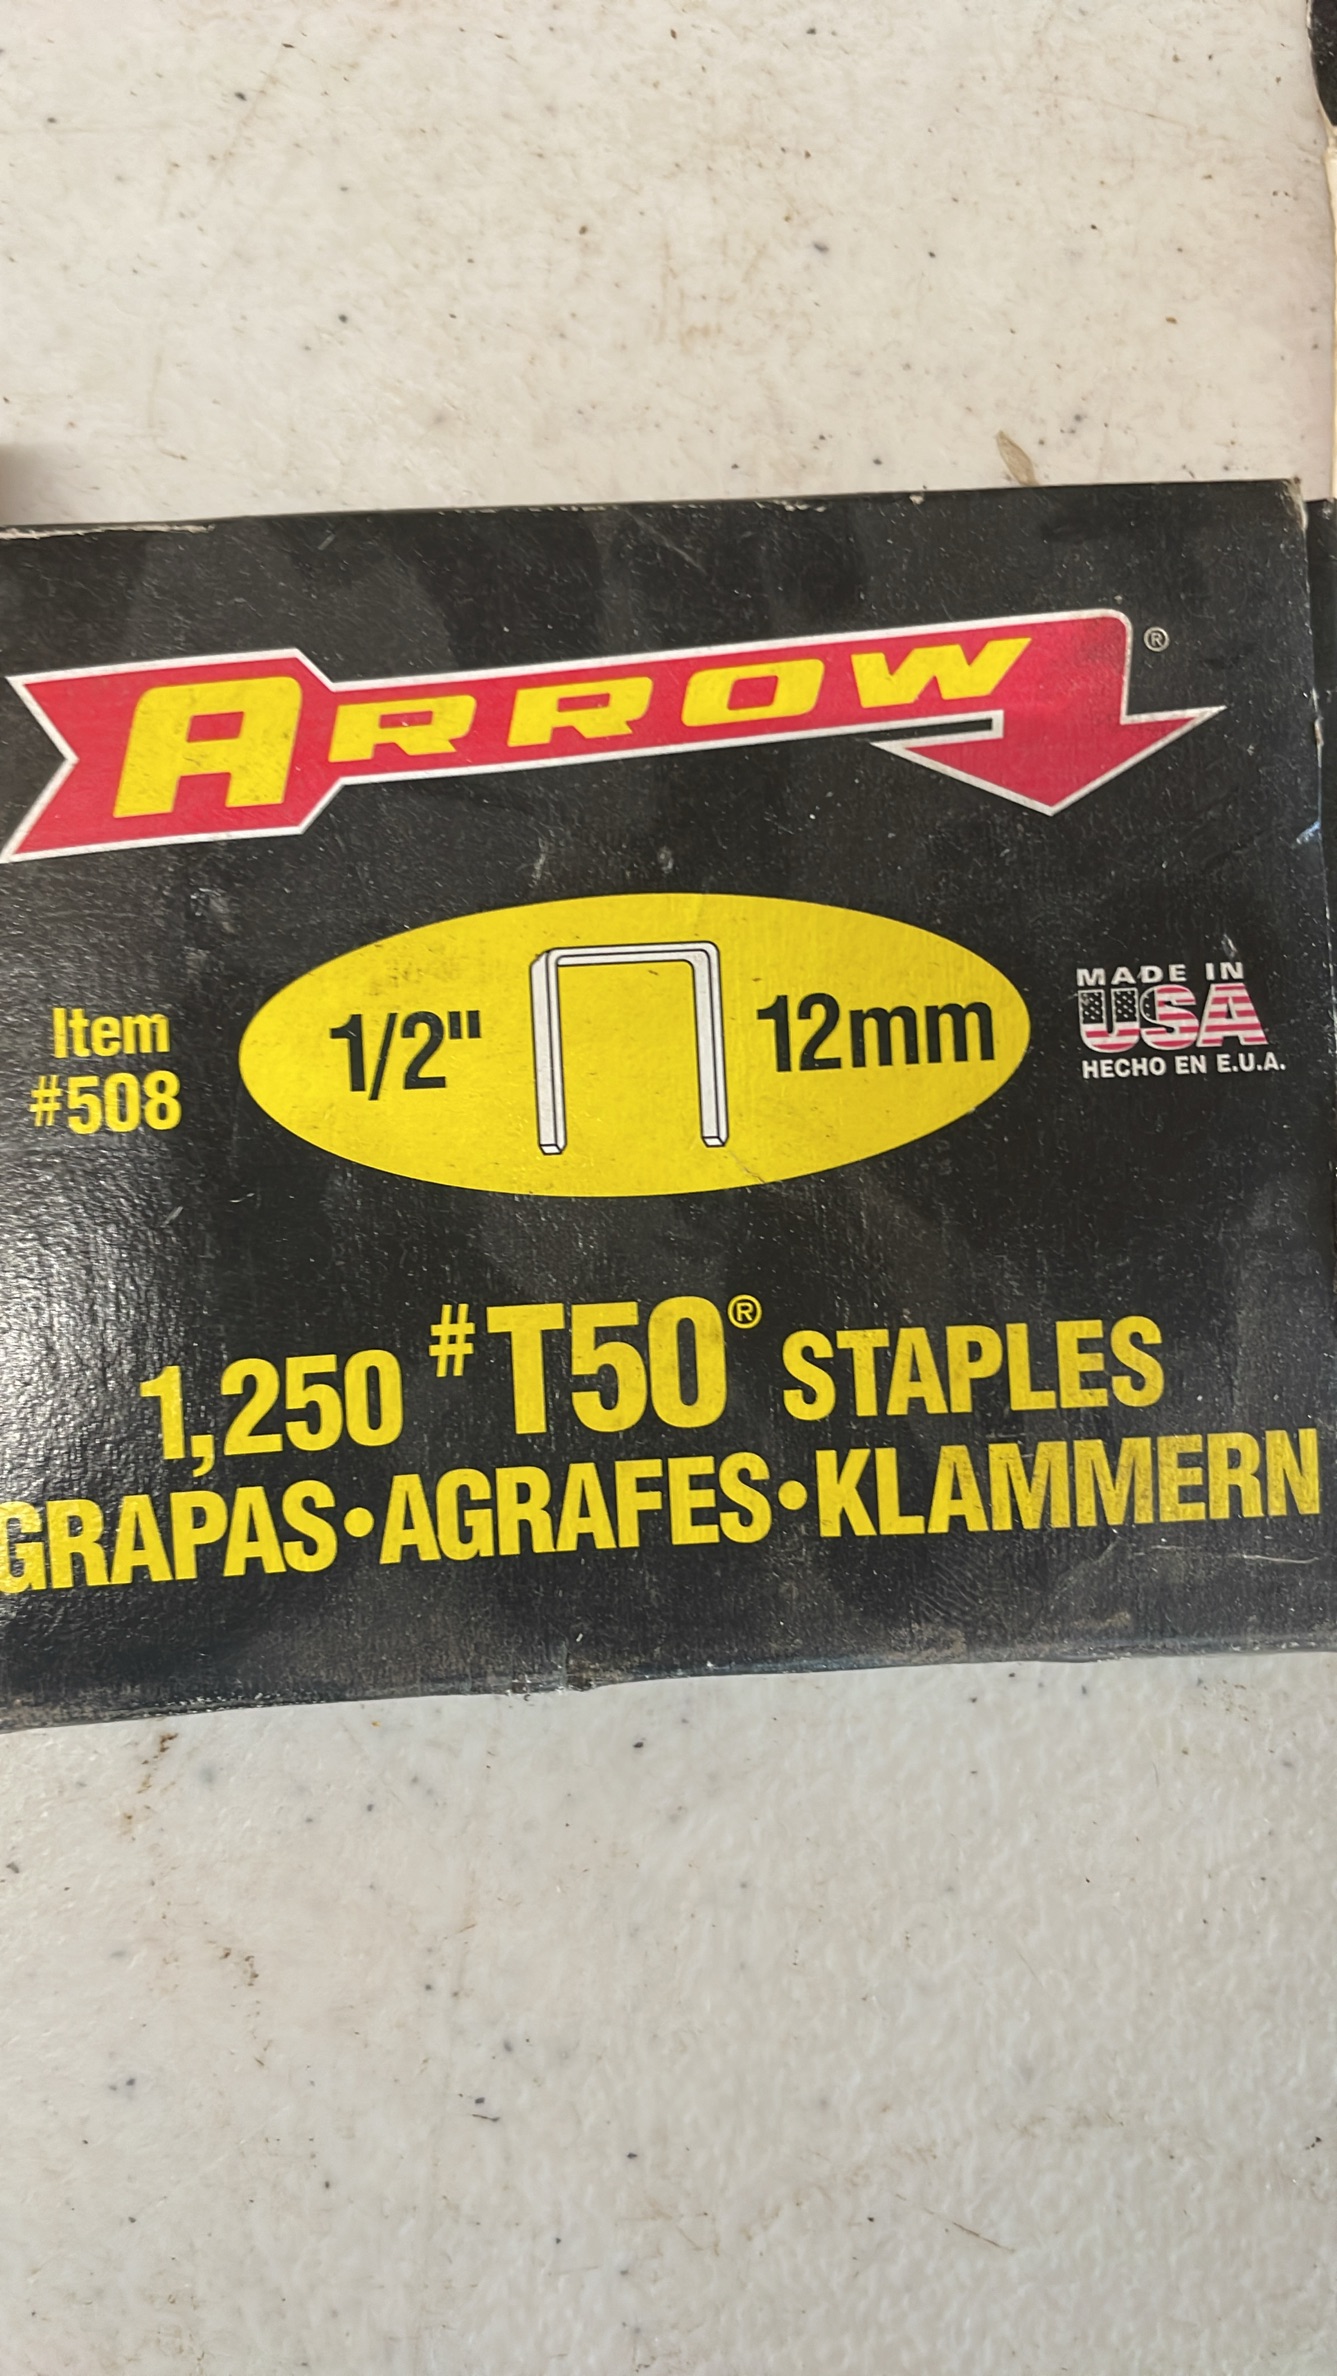 ARROW®
Item
#508
1/2"
12mm
MADE IN
USA
HECHO EN E.U.A.
1,250 #T50® STAPLES
GRAPAS•AGRAFES•KLAMMERN